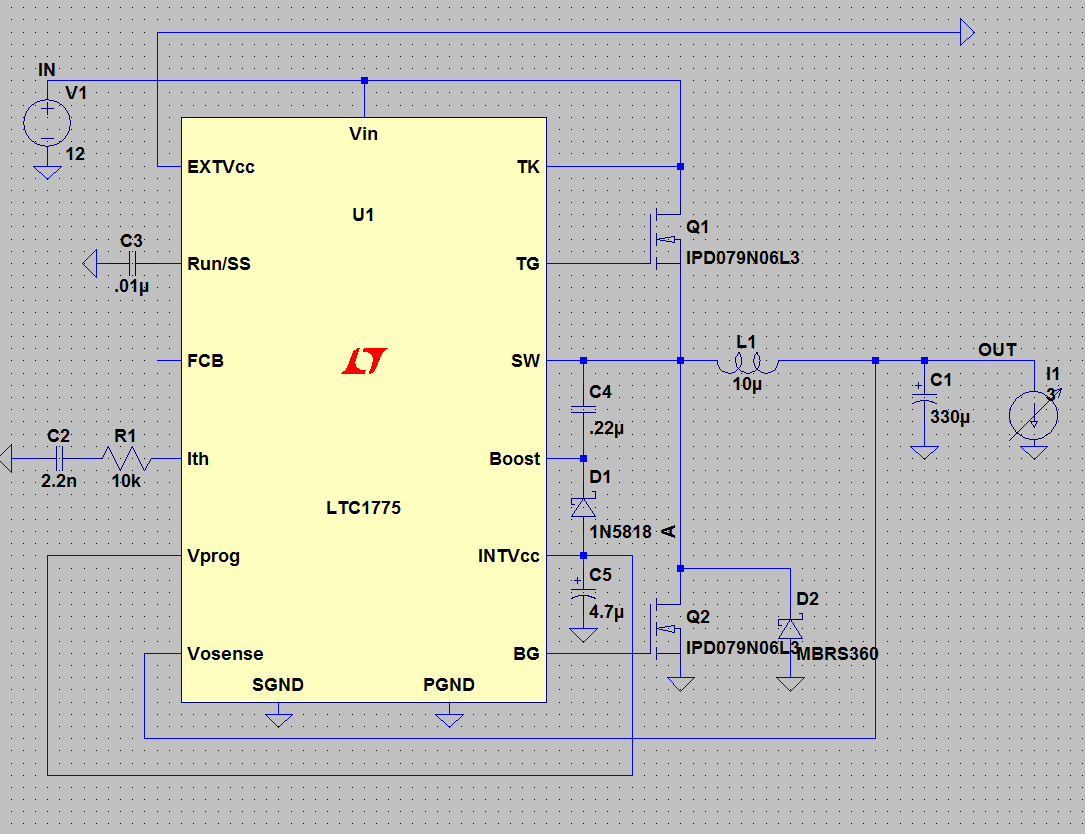 IN
V1
12
Vin
EXTVcc
TK
U1
Q1
IPD079N06L3
C3
.01µ
Run/SS
TG
FCB
SW
L1
10µ
OUT
I1
3
C1
330µ
C4
.22µ
C2
2.2n
R1
10k
Ith
Boost
D1
1N5818
A
LTC1775
Vprog
INTVcc
C5
4.7µ
D2
MBRS360
Q2
IPD079N06L3
Vosense
BG
SGND
PGND